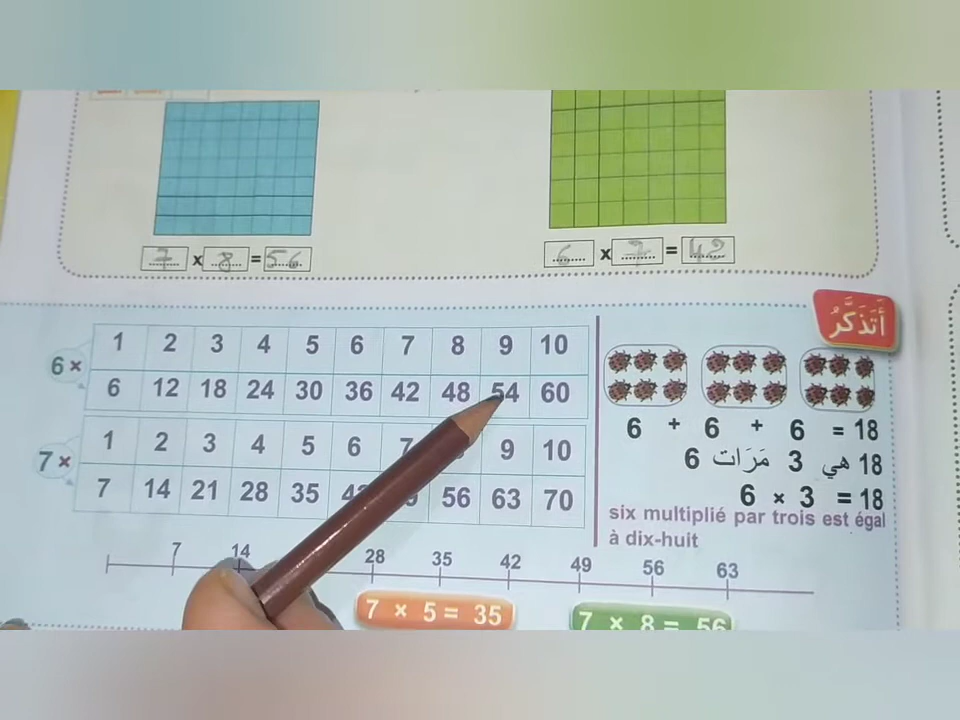 7 x 8 = 56
6 x 7 = 42
أَتَذَكَّرُ
6 × 1 2 3 4 5 6 7 8 9 10
6 12 18 24 30 36 42 48 54 60
7 × 1 2 3 4 5 6 7 9 10
7 14 21 28 35 56 63 70
6 + 6 + 6 = 18
18 هي 3 مَرَات 6
6 × 3 = 18
six multiplié par trois est égal
à dix-huit
7 14 28 35 42 49 56 63
7 × 5 = 35
7 × 8 = 56